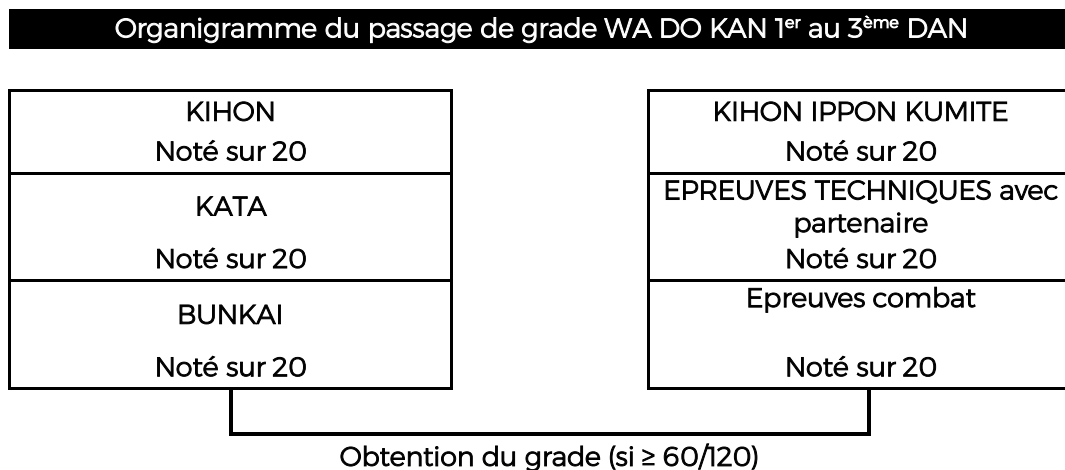 Organigramme du passage de grade WA DO KAN 1er au 3ème DAN
KIHON
Noté sur 20
KATA
Noté sur 20
BUNKAI
Noté sur 20
KIHON IPPON KUMITE
Noté sur 20
EPREUVES TECHNIQUES avec
partenaire
Noté sur 20
Epreuves combat
Noté sur 20
Obtention du grade (si ≥ 60/120)